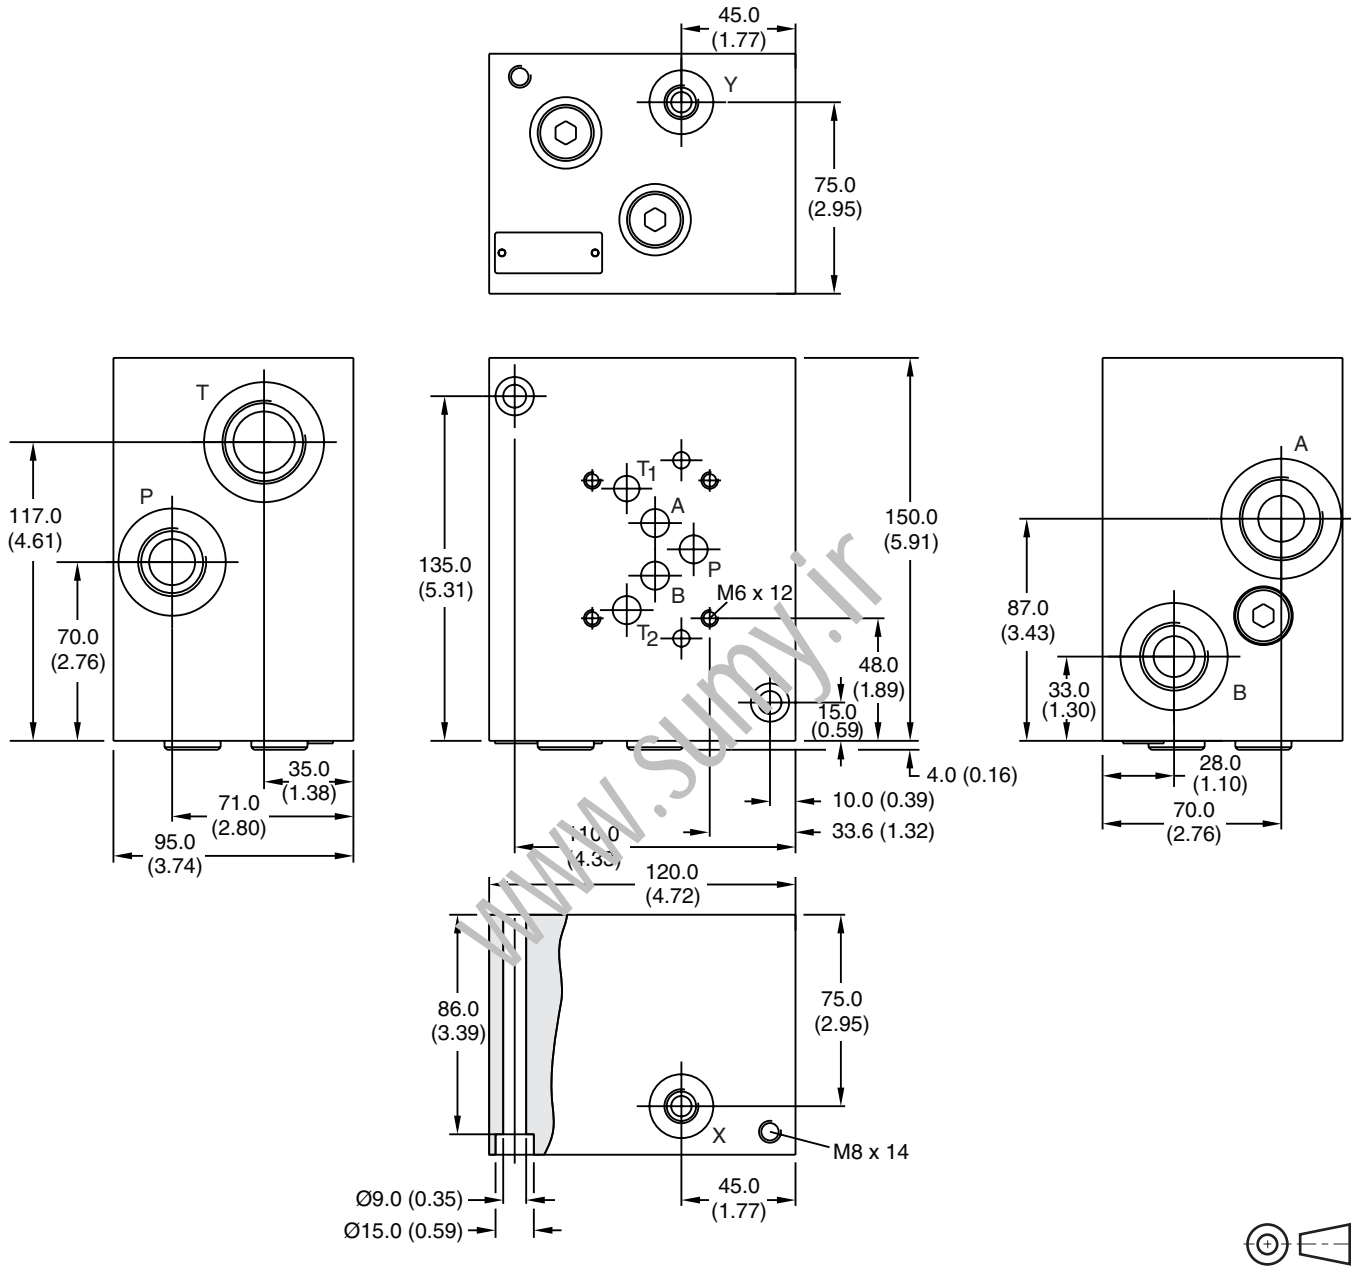 45.0
(1.77)
Y
75.0
(2.95)
T
P
117.0
(4.61)
70.0
(2.76)
35.0
(1.38)
71.0
(2.80)
95.0
(3.74)
T1
A
P
B
T2
M6 x 12
135.0
(5.31)
150.0
(5.91)
48.0
(1.89)
15.0
(0.59)
4.0 (0.16)
10.0 (0.39)
33.6 (1.32)
110.0
(4.33)
120.0
(4.72)
A
87.0
(3.43)
33.0
(1.30)
B
28.0
(1.10)
70.0
(2.76)
86.0
(3.39)
75.0
(2.95)
X
M8 x 14
Ø9.0 (0.35)
Ø15.0 (0.59)
45.0
(1.77)
www.sumy.ir